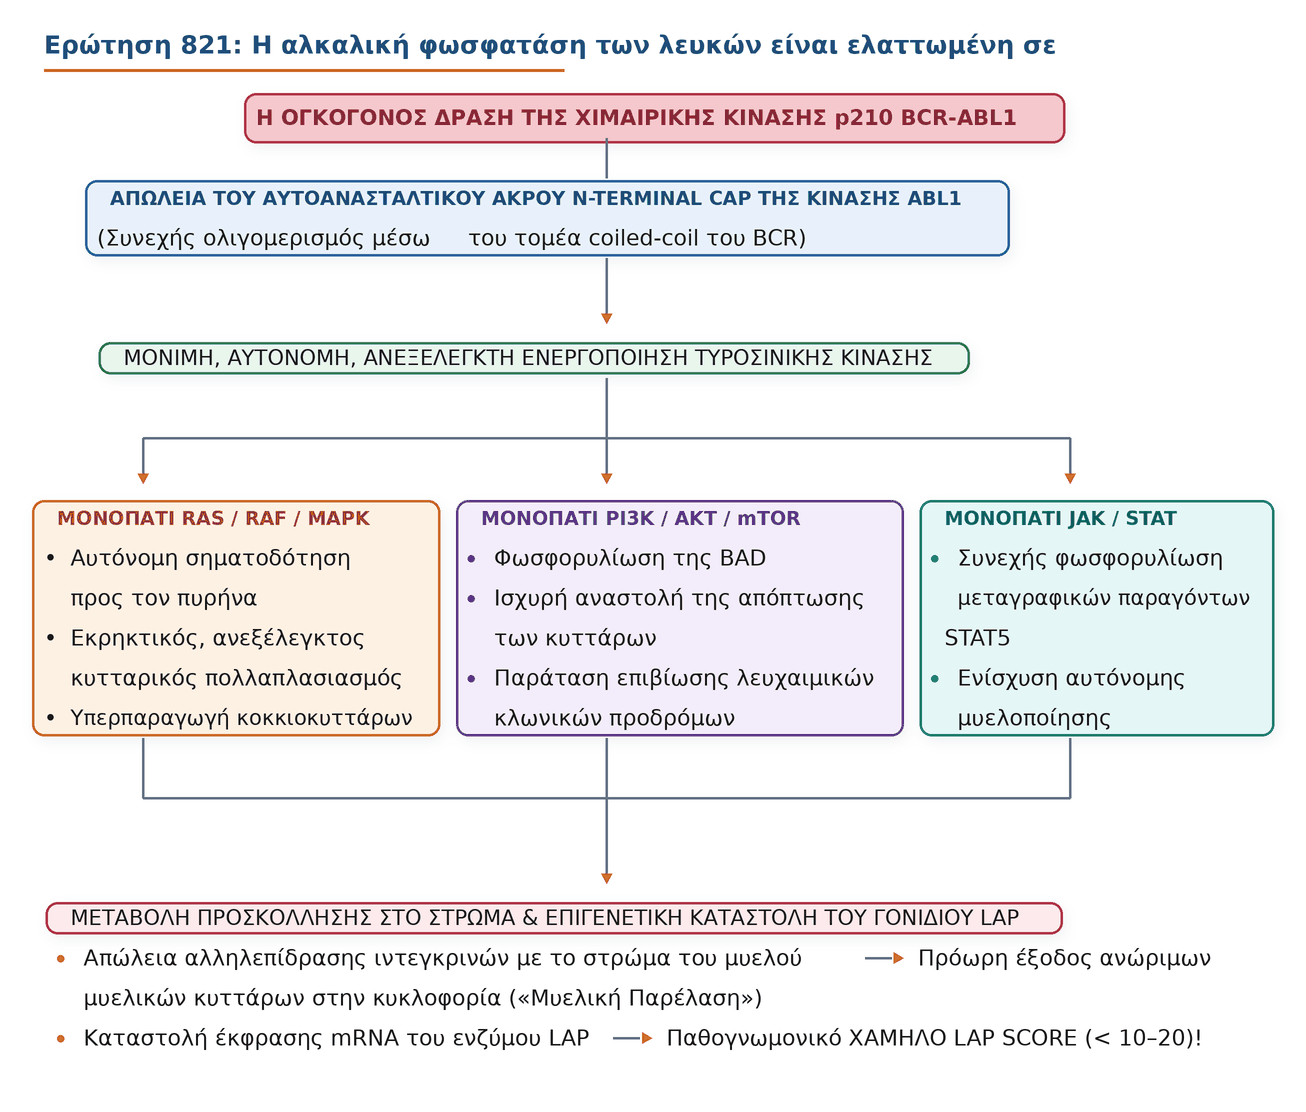 Ερώτηση 821: Η αλκαλική φωσφατάση των λευκών είναι ελαττωμένη σε
Η ΟΓΚΟΓΟΝΟΣ ΔΡΑΣΗ ΤΗΣ ΧΙΜΑΙΡΙΚΗΣ ΚΙΝΑΣΗΣ p210 BCR-ABL1
ΑΠΩΛΕΙΑ ΤΟΥ ΑΥΤΟΑΝΑΣΤΑΛΤΙΚΟΥ ΑΚΡΟΥ N-TERMINAL CAP ΤΗΣ ΚΙΝΑΣΗΣ ABL1
(Συνεχής ολιγομερισμός μέσω του τομέα coiled-coil του BCR)
ΜΟΝΙΜΗ, ΑΥΤΟΝΟΜΗ, ΑΝΕΞΕΛΕΓΚΤΗ ΕΝΕΡΓΟΠΟΙΗΣΗ ΤΥΡΟΣΙΝΙΚΗΣ ΚΙΝΑΣΗΣ
ΜΟΝΟΠΑΤΙ RAS / RAF / MAPK
• Αυτόνομη σηματοδότηση
προς τον πυρήνα
• Εκρηκτικός, ανεξέλεγκτος
κυτταρικός πολλαπλασιασμός
• Υπερπαραγωγή κοκκιοκυττάρων
ΜΟΝΟΠΑΤΙ PI3K / AKT / mTOR
• Φωσφορυλίωση της BAD
• Ισχυρή αναστολή της απόπτωσης
των κυττάρων
• Παράταση επιβίωσης λευχαιμικών
κλωνικών προδρόμων
ΜΟΝΟΠΑΤΙ JAK / STAT
• Συνεχής φωσφορυλίωση
μεταγραφικών παραγόντων
STAT5
• Ενίσχυση αυτόνομης
μυελοποίησης
ΜΕΤΑΒΟΛΗ ΠΡΟΣΚΟΛΛΗΣΗΣ ΣΤΟ ΣΤΡΩΜΑ & ΕΠΙΓΕΝΕΤΙΚΗ ΚΑΤΑΣΤΟΛΗ ΤΟΥ ΓΟΝΙΔΙΟΥ LAP
• Απώλεια αλληλεπίδρασης ιντεγκρινών με το στρώμα του μυελού → Πρόωρη έξοδος ανώριμων
μυελικών κυττάρων στην κυκλοφορία («Μυελική Παρέλαση»)
• Καταστολή έκφρασης mRNA του ενζύμου LAP → Παθογνωμονικό ΧΑΜΗΛΟ LAP SCORE (< 10–20)!